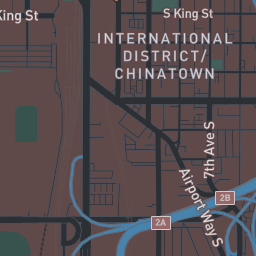 King St
S King St
INTERNATIONAL
DISTRICT/
CHINATOWN
7th Ave S
Airport Way S
2B
2A